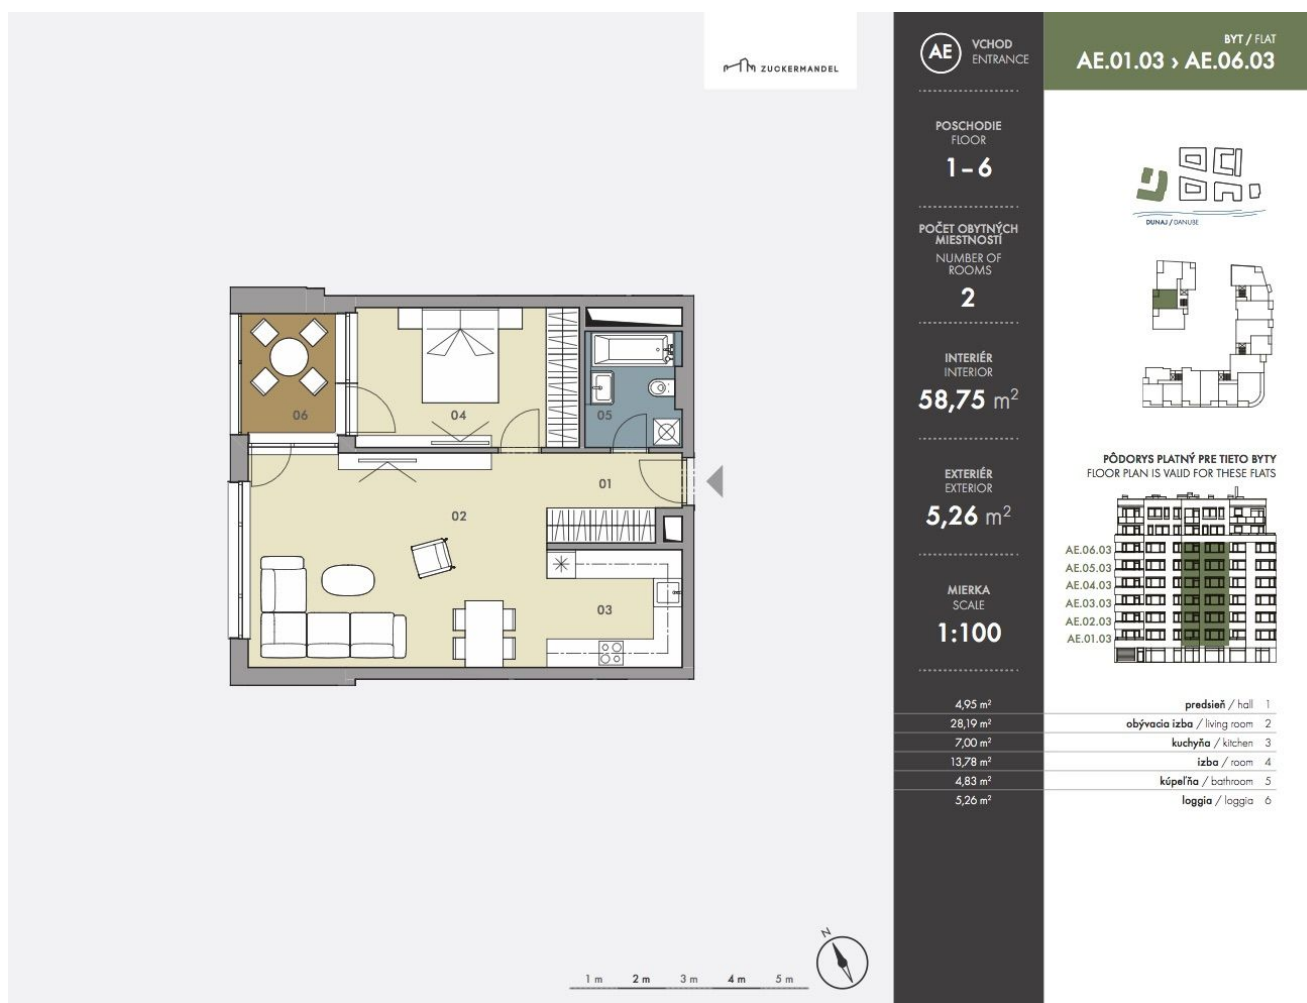 ZUCKERMANDEL
AE
VCHOD
ENTRANCE
BYT / FLAT
AE.01.03 › AE.06.03
POSCHODIE
FLOOR
1 – 6
POČET OBYTNÝCH
MIESTNOSTÍ
NUMBER OF
ROOMS
2
INTERIÉR
INTERIOR
58,75 m²
EXTERIÉR
EXTERIOR
5,26 m²
MIERKA
SCALE
1:100
DUNAJ / DANUBE
PÔDORYS PLATNÝ PRE TIETO BYTY
FLOOR PLAN IS VALID FOR THESE FLATS
AE.06.03
AE.05.03
AE.04.03
AE.03.03
AE.02.03
AE.01.03
06
04
05
01
02
03
4,95 m² predsieň / hall 1
28,19 m² obývacia izba / living room 2
7,00 m² kuchyňa / kitchen 3
13,78 m² izba / room 4
4,83 m² kúpeľňa / bathroom 5
5,26 m² loggia / loggia 6
N
1 m 2 m 3 m 4 m 5 m